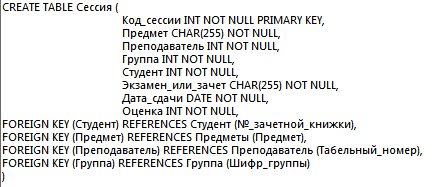 CREATE TABLE Сессия (
Код_сессии INT NOT NULL PRIMARY KEY,
Предмет CHAR(255) NOT NULL,
Преподаватель INT NOT NULL,
Группа INT NOT NULL,
Студент INT NOT NULL,
Экзамен_или_зачет CHAR(255) NOT NULL,
Дата_сдачи DATE NOT NULL,
Оценка INT NOT NULL,
FOREIGN KEY (Студент) REFERENCES Студент (№_зачетной_книжки),
FOREIGN KEY (Предмет) REFERENCES Предметы (Предмет),
FOREIGN KEY (Преподаватель) REFERENCES Преподаватель (Табельный_номер),
FOREIGN KEY (Группа) REFERENCES Группа (Шифр_группы)
)